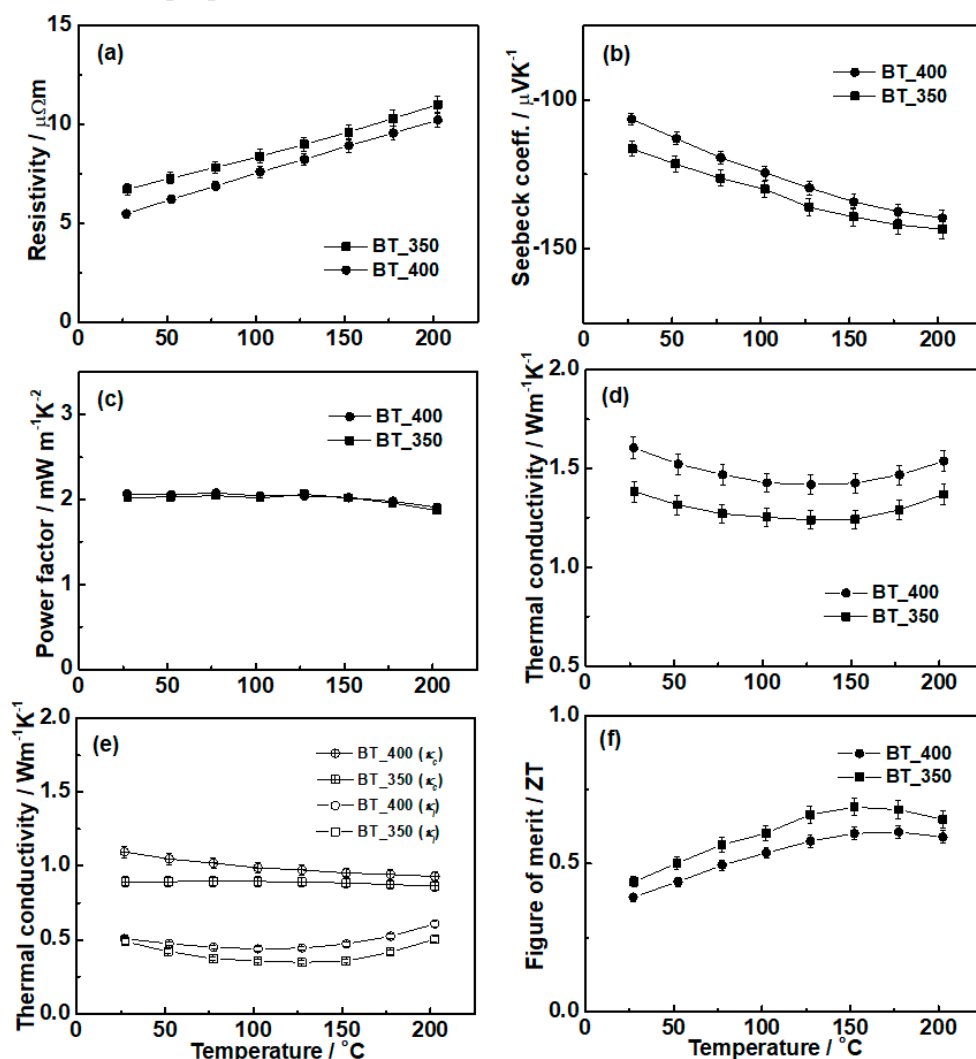 (a)
Resistivity / μΩm
15
10
5
0
BT_350
BT_400
0 50 100 150 200
(b)
Seebeck coeff. / μVK⁻¹
-100
-150
BT_400
BT_350
0 50 100 150 200
(c)
Power factor / mW m⁻¹K⁻²
3
2
1
0
BT_400
BT_350
0 50 100 150 200
(d)
Thermal conductivity / Wm⁻¹K⁻¹
2.0
1.5
1.0
0.5
BT_400
BT_350
0 50 100 150 200
(e)
Thermal conductivity / Wm⁻¹K⁻¹
2.0
1.5
1.0
0.5
0.0
BT_400 (κc)
BT_350 (κc)
BT_400 (κl)
BT_350 (κl)
0 50 100 150 200
Temperature / °C
(f)
Figure of merit / ZT
1.0
0.5
0.0
BT_400
BT_350
0 50 100 150 200
Temperature / °C